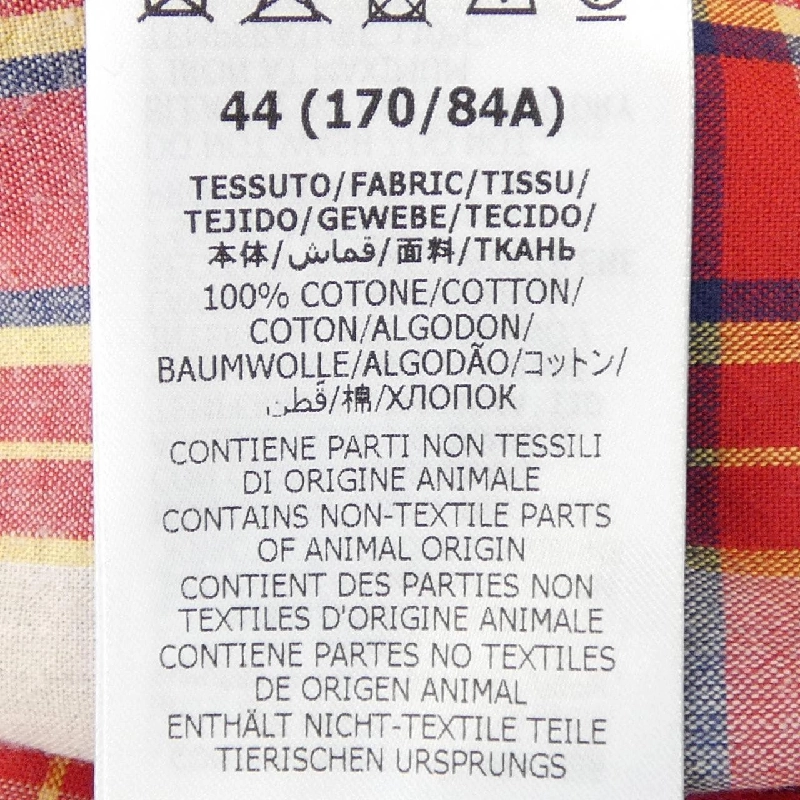 44 (170/84A)
TESSUTO/FABRIC/TISSU/
TEJIDO/GEWEBE/TECIDO/
本体/قماش/面料/ТКАНЬ
100% COTONE/COTTON/
COTON/ALGODON/
BAUMWOLLE/ALGODÃO/コットン/
قطن/棉/ХЛОПОК
CONTIENE PARTI NON TESSILI
DI ORIGINE ANIMALE
CONTAINS NON-TEXTILE PARTS
OF ANIMAL ORIGIN
CONTIENT DES PARTIES NON
TEXTILES D'ORIGINE ANIMALE
CONTIENE PARTES NO TEXTILES
DE ORIGEN ANIMAL
ENTHÄLT NICHT-TEXTILE TEILE
TIERISCHEN URSPRUNGS